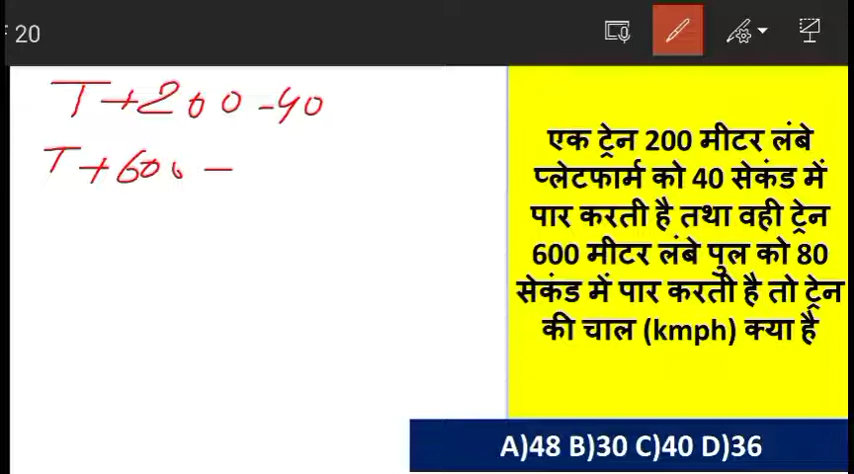 20
T+200-40
T+600-
एक ट्रेन 200 मीटर लंबे
प्लेटफार्म को 40 सेकंड में
पार करती है तथा वही ट्रेन
600 मीटर लंबे पुल को 80
सेकंड में पार करती है तो ट्रेन
की चाल (kmph) क्या है
A)48 B)30 C)40 D)36